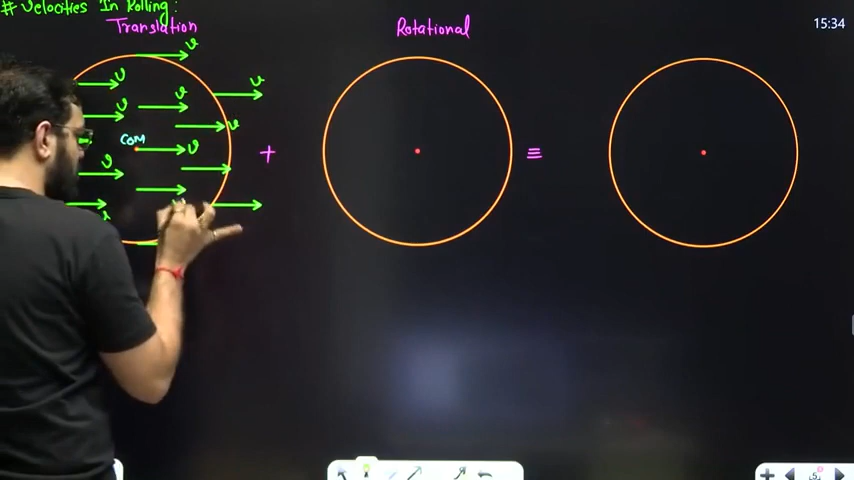 # Velocities In Rolling:
Translation
Rotational
15:34
v
v
v
v
v
v
COM
v
v
v
+
≡